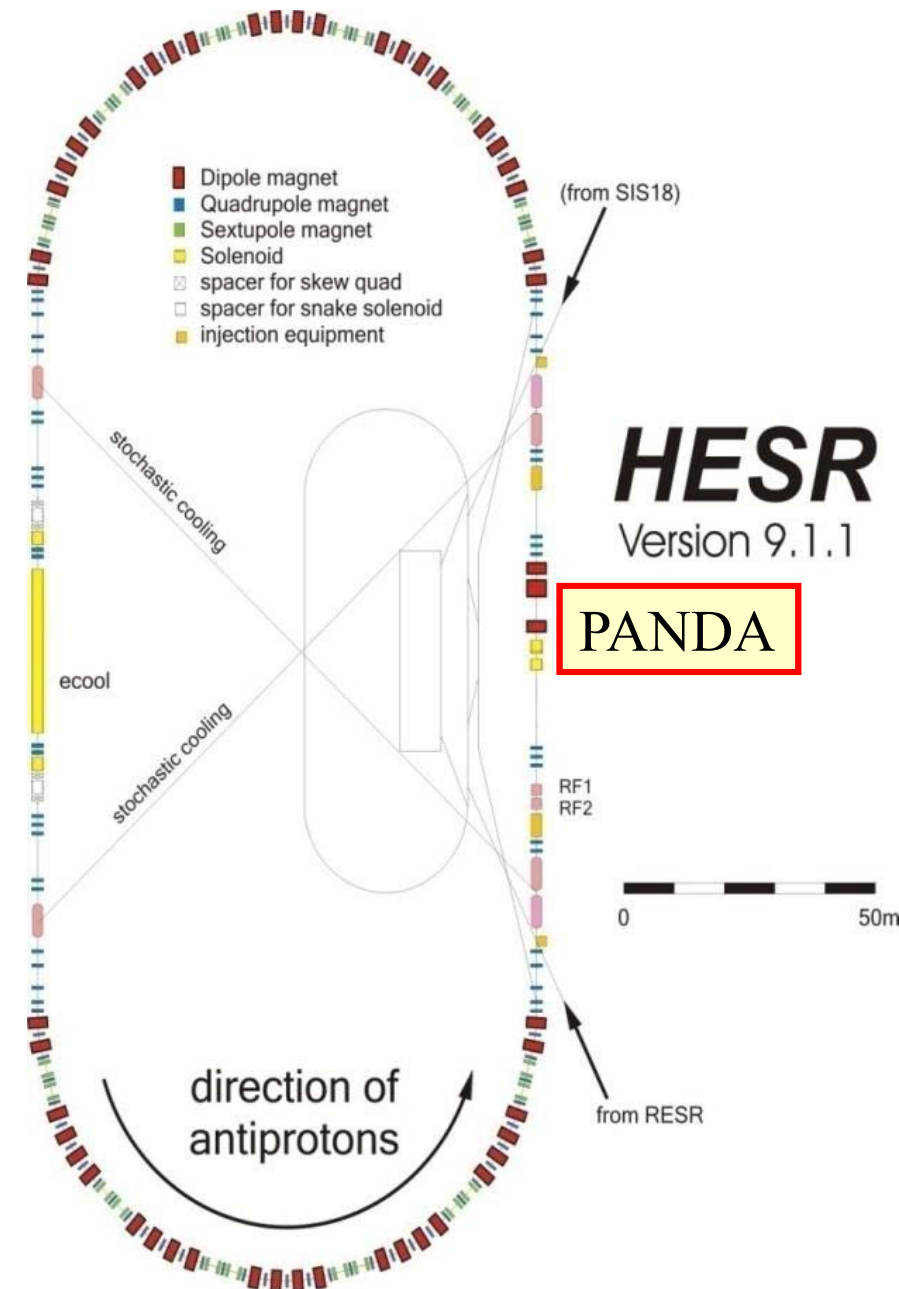 Dipole magnet
Quadrupole magnet
Sextupole magnet
Solenoid
spacer for skew quad
spacer for snake solenoid
injection equipment
(from SIS18)
stochastic cooling
HESR
Version 9.1.1
PANDA
ecool
stochastic cooling
RF1
RF2
0
50m
direction of
antiprotons
from RESR